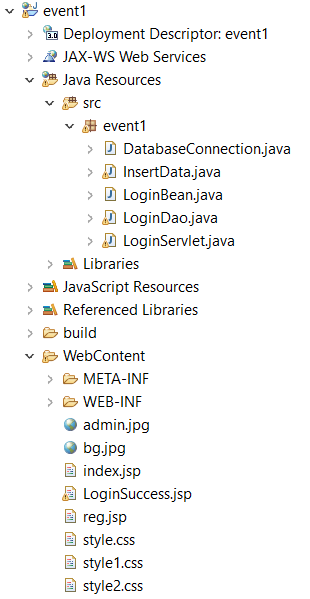 event1
3.0 Deployment Descriptor: event1
JAX-WS Web Services
Java Resources
src
event1
DatabaseConnection.java
InsertData.java
LoginBean.java
LoginDao.java
LoginServlet.java
Libraries
JavaScript Resources
Referenced Libraries
build
WebContent
META-INF
WEB-INF
admin.jpg
bg.jpg
index.jsp
LoginSuccess.jsp
reg.jsp
style.css
style1.css
style2.css